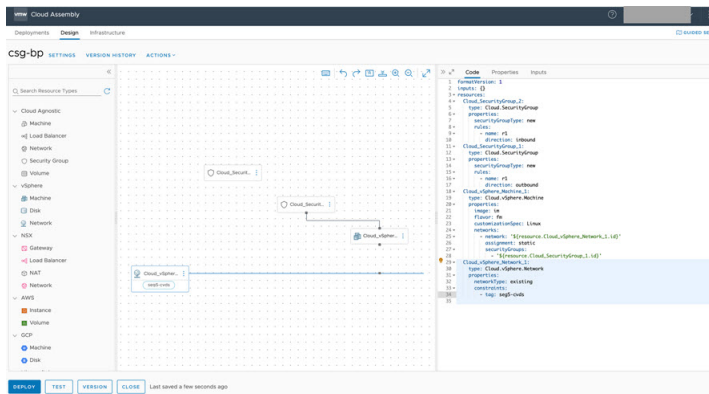 vmw Cloud Assembly
Deployments Design Infrastructure
GUIDED SE
csg-bp SETTINGS VERSION HISTORY ACTIONS
Search Resource Types
Cloud Agnostic
Machine
Load Balancer
Network
Security Group
Volume
vSphere
Machine
Disk
Network
NSX
Gateway
Load Balancer
NAT
Network
AWS
Instance
Volume
GCP
Machine
Disk
Cloud_Securit...
Cloud_Securit...
Cloud_vSpher...
Cloud_vSpher...
seg5-cvds
Code Properties Inputs
1 formatVersion: 1
2 inputs: {}
3 resources:
4 Cloud_SecurityGroup_2:
5 type: Cloud.SecurityGroup
6 properties:
7 securityGroupType: new
8 rules:
9 - name: r1
10 direction: inbound
11 Cloud_SecurityGroup_1:
12 type: Cloud.SecurityGroup
13 properties:
14 securityGroupType: new
15 rules:
16 - name: r1
17 direction: outbound
18 Cloud_vSphere_Machine_1:
19 type: Cloud.vSphere.Machine
20 properties:
21 image: im
22 flavor: fm
23 customizationSpec: Linux
24 networks:
25 - network: '${resource.Cloud_vSphere_Network_1.id}'
26 assignment: static
27 securityGroups:
28 - '${resource.Cloud_SecurityGroup_1.id}'
29 Cloud_vSphere_Network_1:
30 type: Cloud.vSphere.Network
31 properties:
32 networkType: existing
33 constraints:
34 - tag: seg5-cvds
35
DEPLOY TEST VERSION CLOSE Last saved a few seconds ago